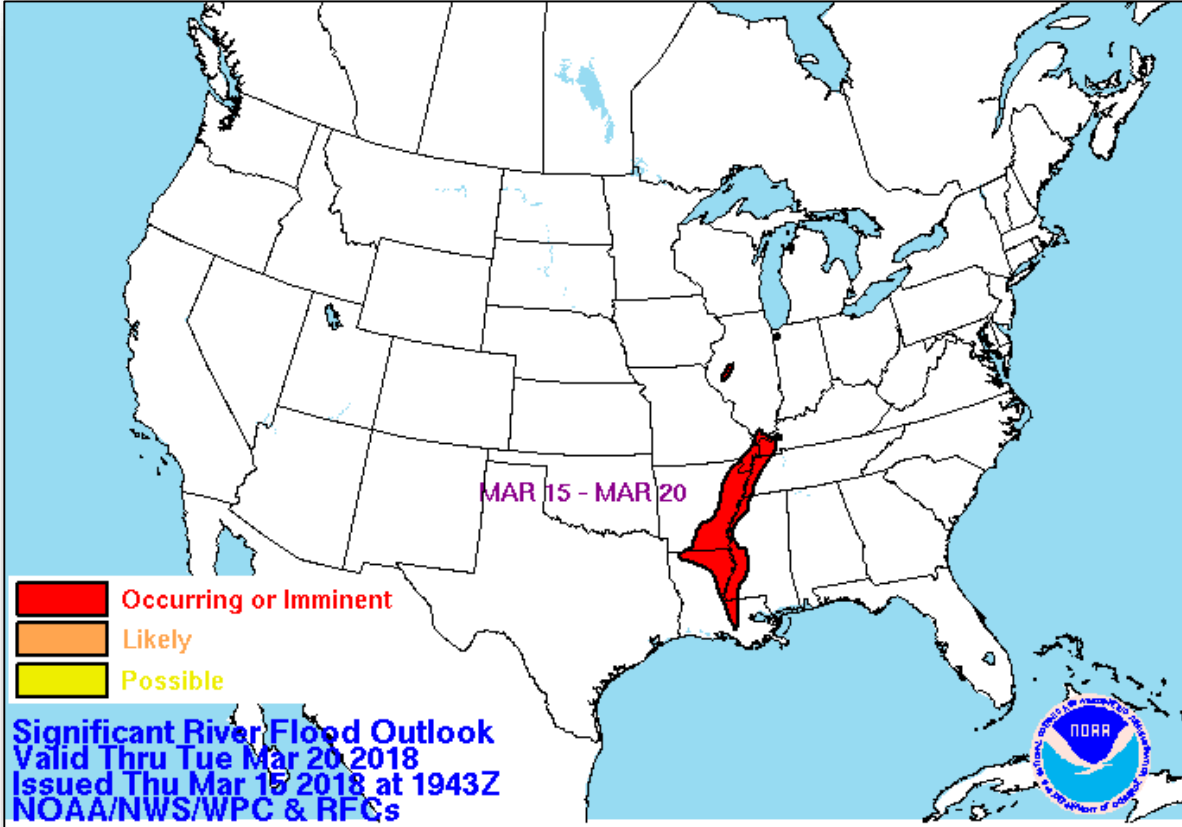 MAR 15 - MAR 20
Occurring or Imminent
Likely
Possible
Significant River Flood Outlook
Valid Thru Tue Mar 20 2018
Issued Thu Mar 15 2018 at 1943Z
NOAA/NWS/WPC & RFCs
NOAA